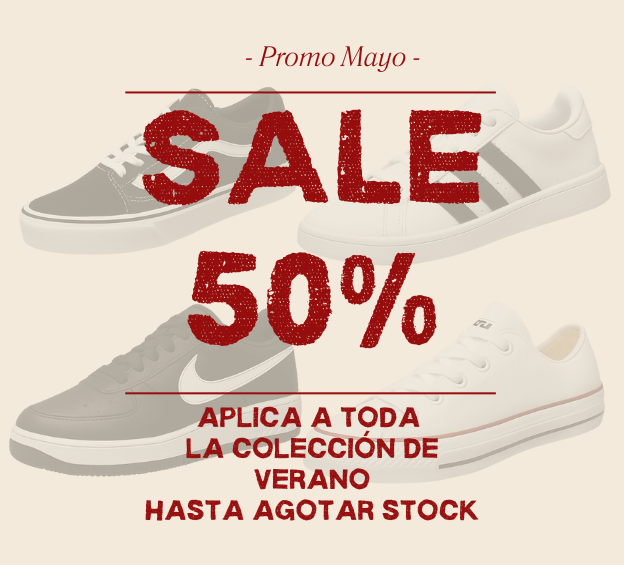 - Promo Mayo -
SALE
50%
APLICA A TODA
LA COLECCIÓN DE
VERANO
HASTA AGOTAR STOCK